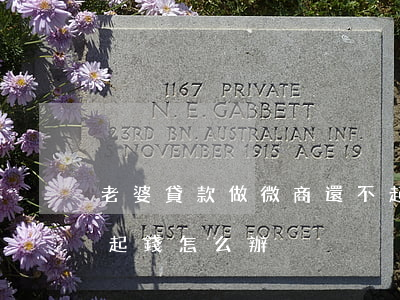 1167 PRIVATE
N. E. GABBETT
23RD BN. AUSTRALIAN INF.
NOVEMBER 1915 AGE 19
老婆貸款做微商還不起
起錢怎么辦
LEST WE FORGET